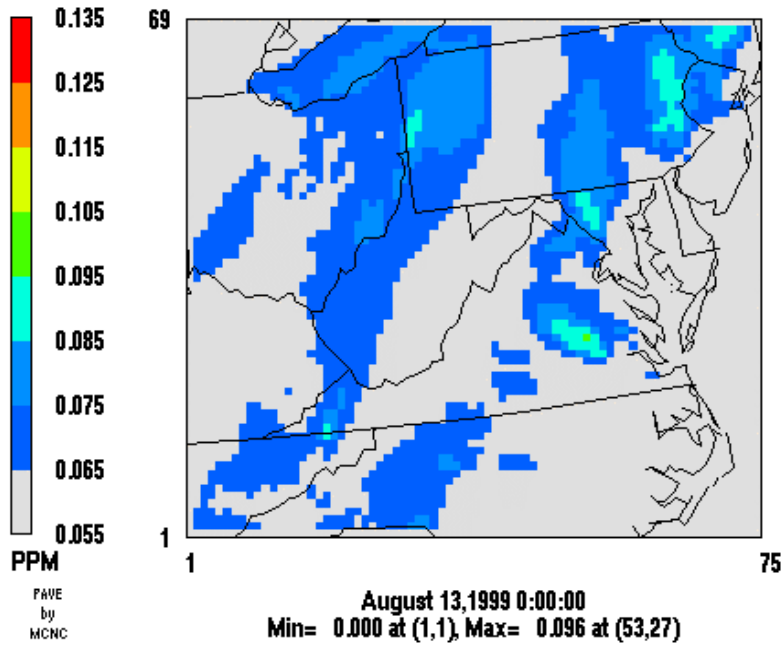 0.135
0.125
0.115
0.105
0.095
0.085
0.075
0.065
0.055
PPM
PAVE
by
MCNC
69
1
1
75
August 13,1999 0:00:00
Min= 0.000 at (1,1), Max= 0.096 at (53,27)